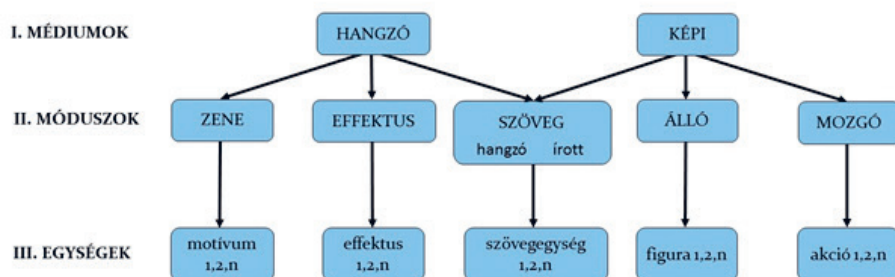 I. MÉDIUMOK
HANGZÓ
KÉPI
II. MÓDUSZOK
ZENE
EFFEKTUS
SZÖVEG
hangzó írott
ÁLLÓ
MOZGÓ
III. EGYSÉGEK
motívum
1,2,n
effektus
1,2,n
szövegegység
1,2,n
figura 1,2,n
akció 1,2,n